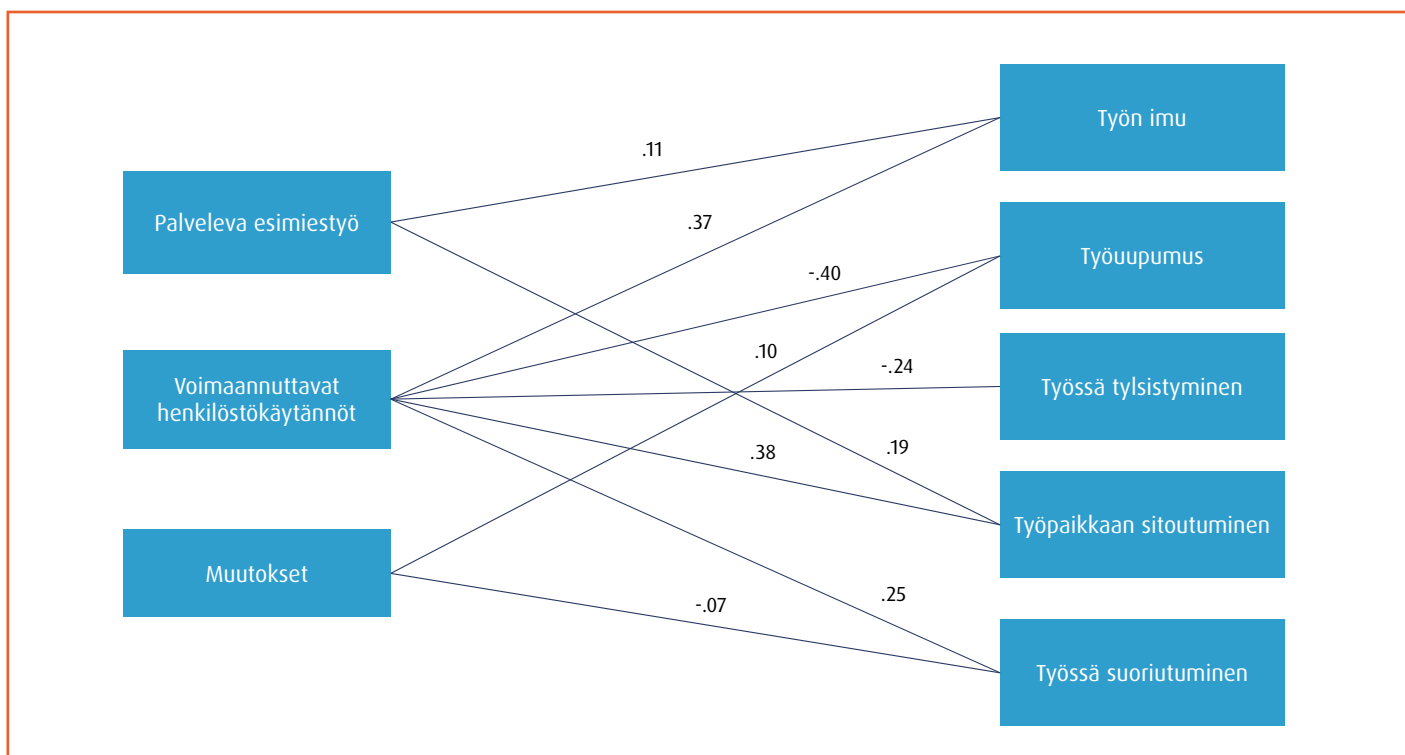 Työn imu
.11
Palveleva esimiestyö
.37
Työuupumus
-.40
.10
-.24
Voimaannuttavat
henkilöstökäytännöt
Työssä tylsistyminen
.19
.38
Työpaikkaan sitoutuminen
Muutokset
.25
-.07
Työssä suoriutuminen